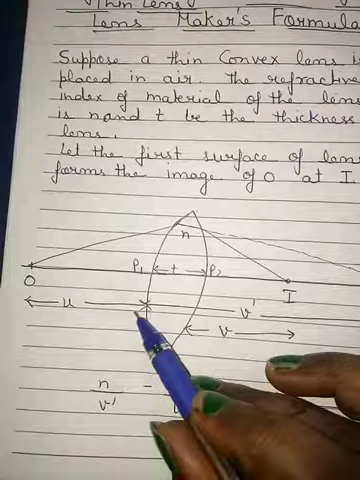 Thin Lens
Lens Maker's Formula
Suppose a thin Convex lens is
placed in air. The refractive
index of material of the lens
is n and t be the thickness
lens.
Let the first surface of lens
forms the image of O at I
n
P₁ t P₂
O I
u v'
v
n -
v'